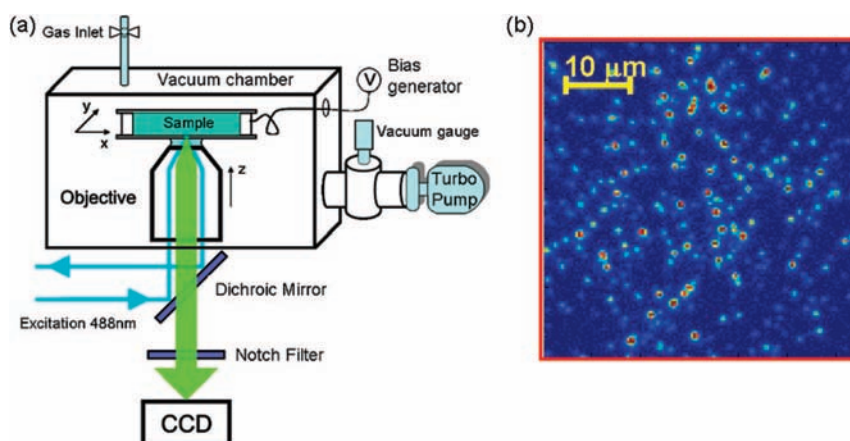 (a)
Gas Inlet
Vacuum chamber
Bias
generator
V
y
x
Sample
Vacuum gauge
z
Objective
Turbo
Pump
Dichroic Mirror
Excitation 488nm
Notch Filter
CCD
(b)
10 μm